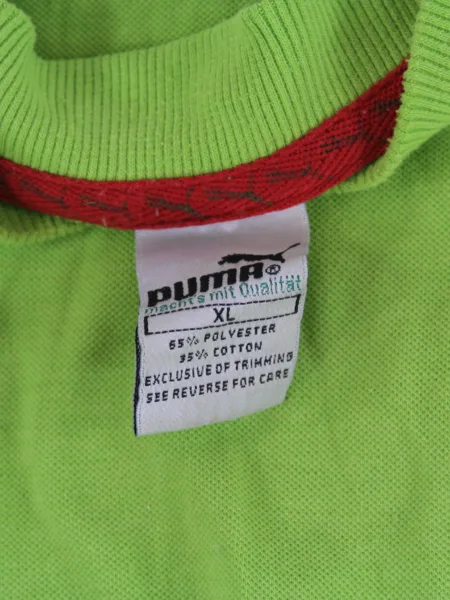 PUMA®
macht's mit Qualität
XL
65% POLYESTER
35% COTTON
EXCLUSIVE OF TRIMMING
SEE REVERSE FOR CARE